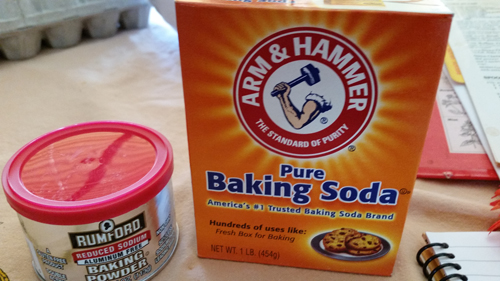 ARM & HAMMER
THE STANDARD OF PURITY
Pure
Baking Soda
America's #1 Trusted Baking Soda Brand
Hundreds of uses like:
Fresh Box for Baking
NET WT. 1 LB. (454g)
RUMFORD
REDUCED SODIUM
ALUMINUM FREE
BAKING
POWDER